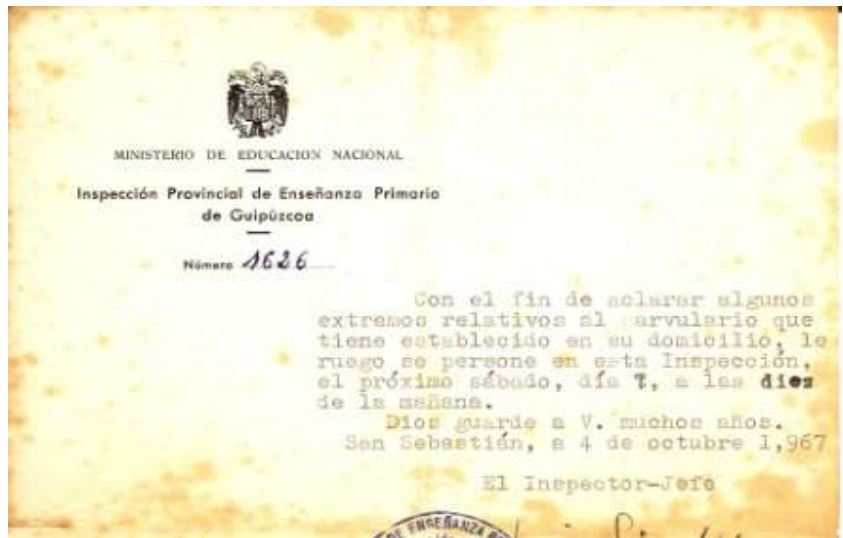 MINISTERIO DE EDUCACION NACIONAL
Inspección Provincial de Enseñanza Primaria
de Guipúzcoa
Número 1626
Con el fin de aclarar algunos
extremos relativos al parvulario que
tiene establecido en su domicilio, le
ruego se persone en esta Inspección,
el próximo sábado, día 7, a las diez
de la mañana.
Dios guarde a V. muchos años.
San Sebastián, a 4 de octubre 1,967
El Inspector-Jefe
DE ENSEÑANZA